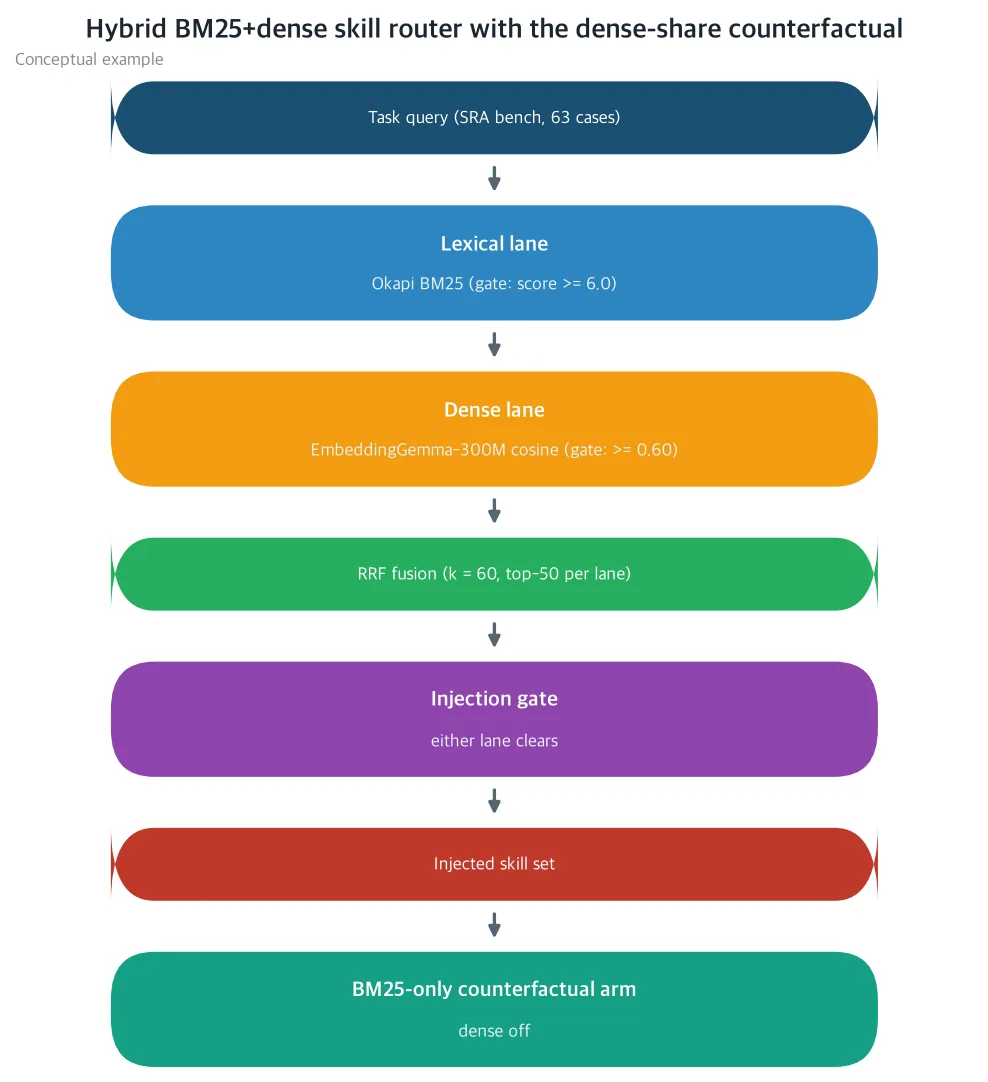 Hybrid BM25+dense skill router with the dense-share counterfactual
Conceptual example
Task query (SRA bench, 63 cases)
Lexical lane
Okapi BM25 (gate: score >= 6.0)
Dense lane
EmbeddingGemma-300M cosine (gate: >= 0.60)
RRF fusion (k = 60, top-50 per lane)
Injection gate
either lane clears
Injected skill set
BM25-only counterfactual arm
dense off